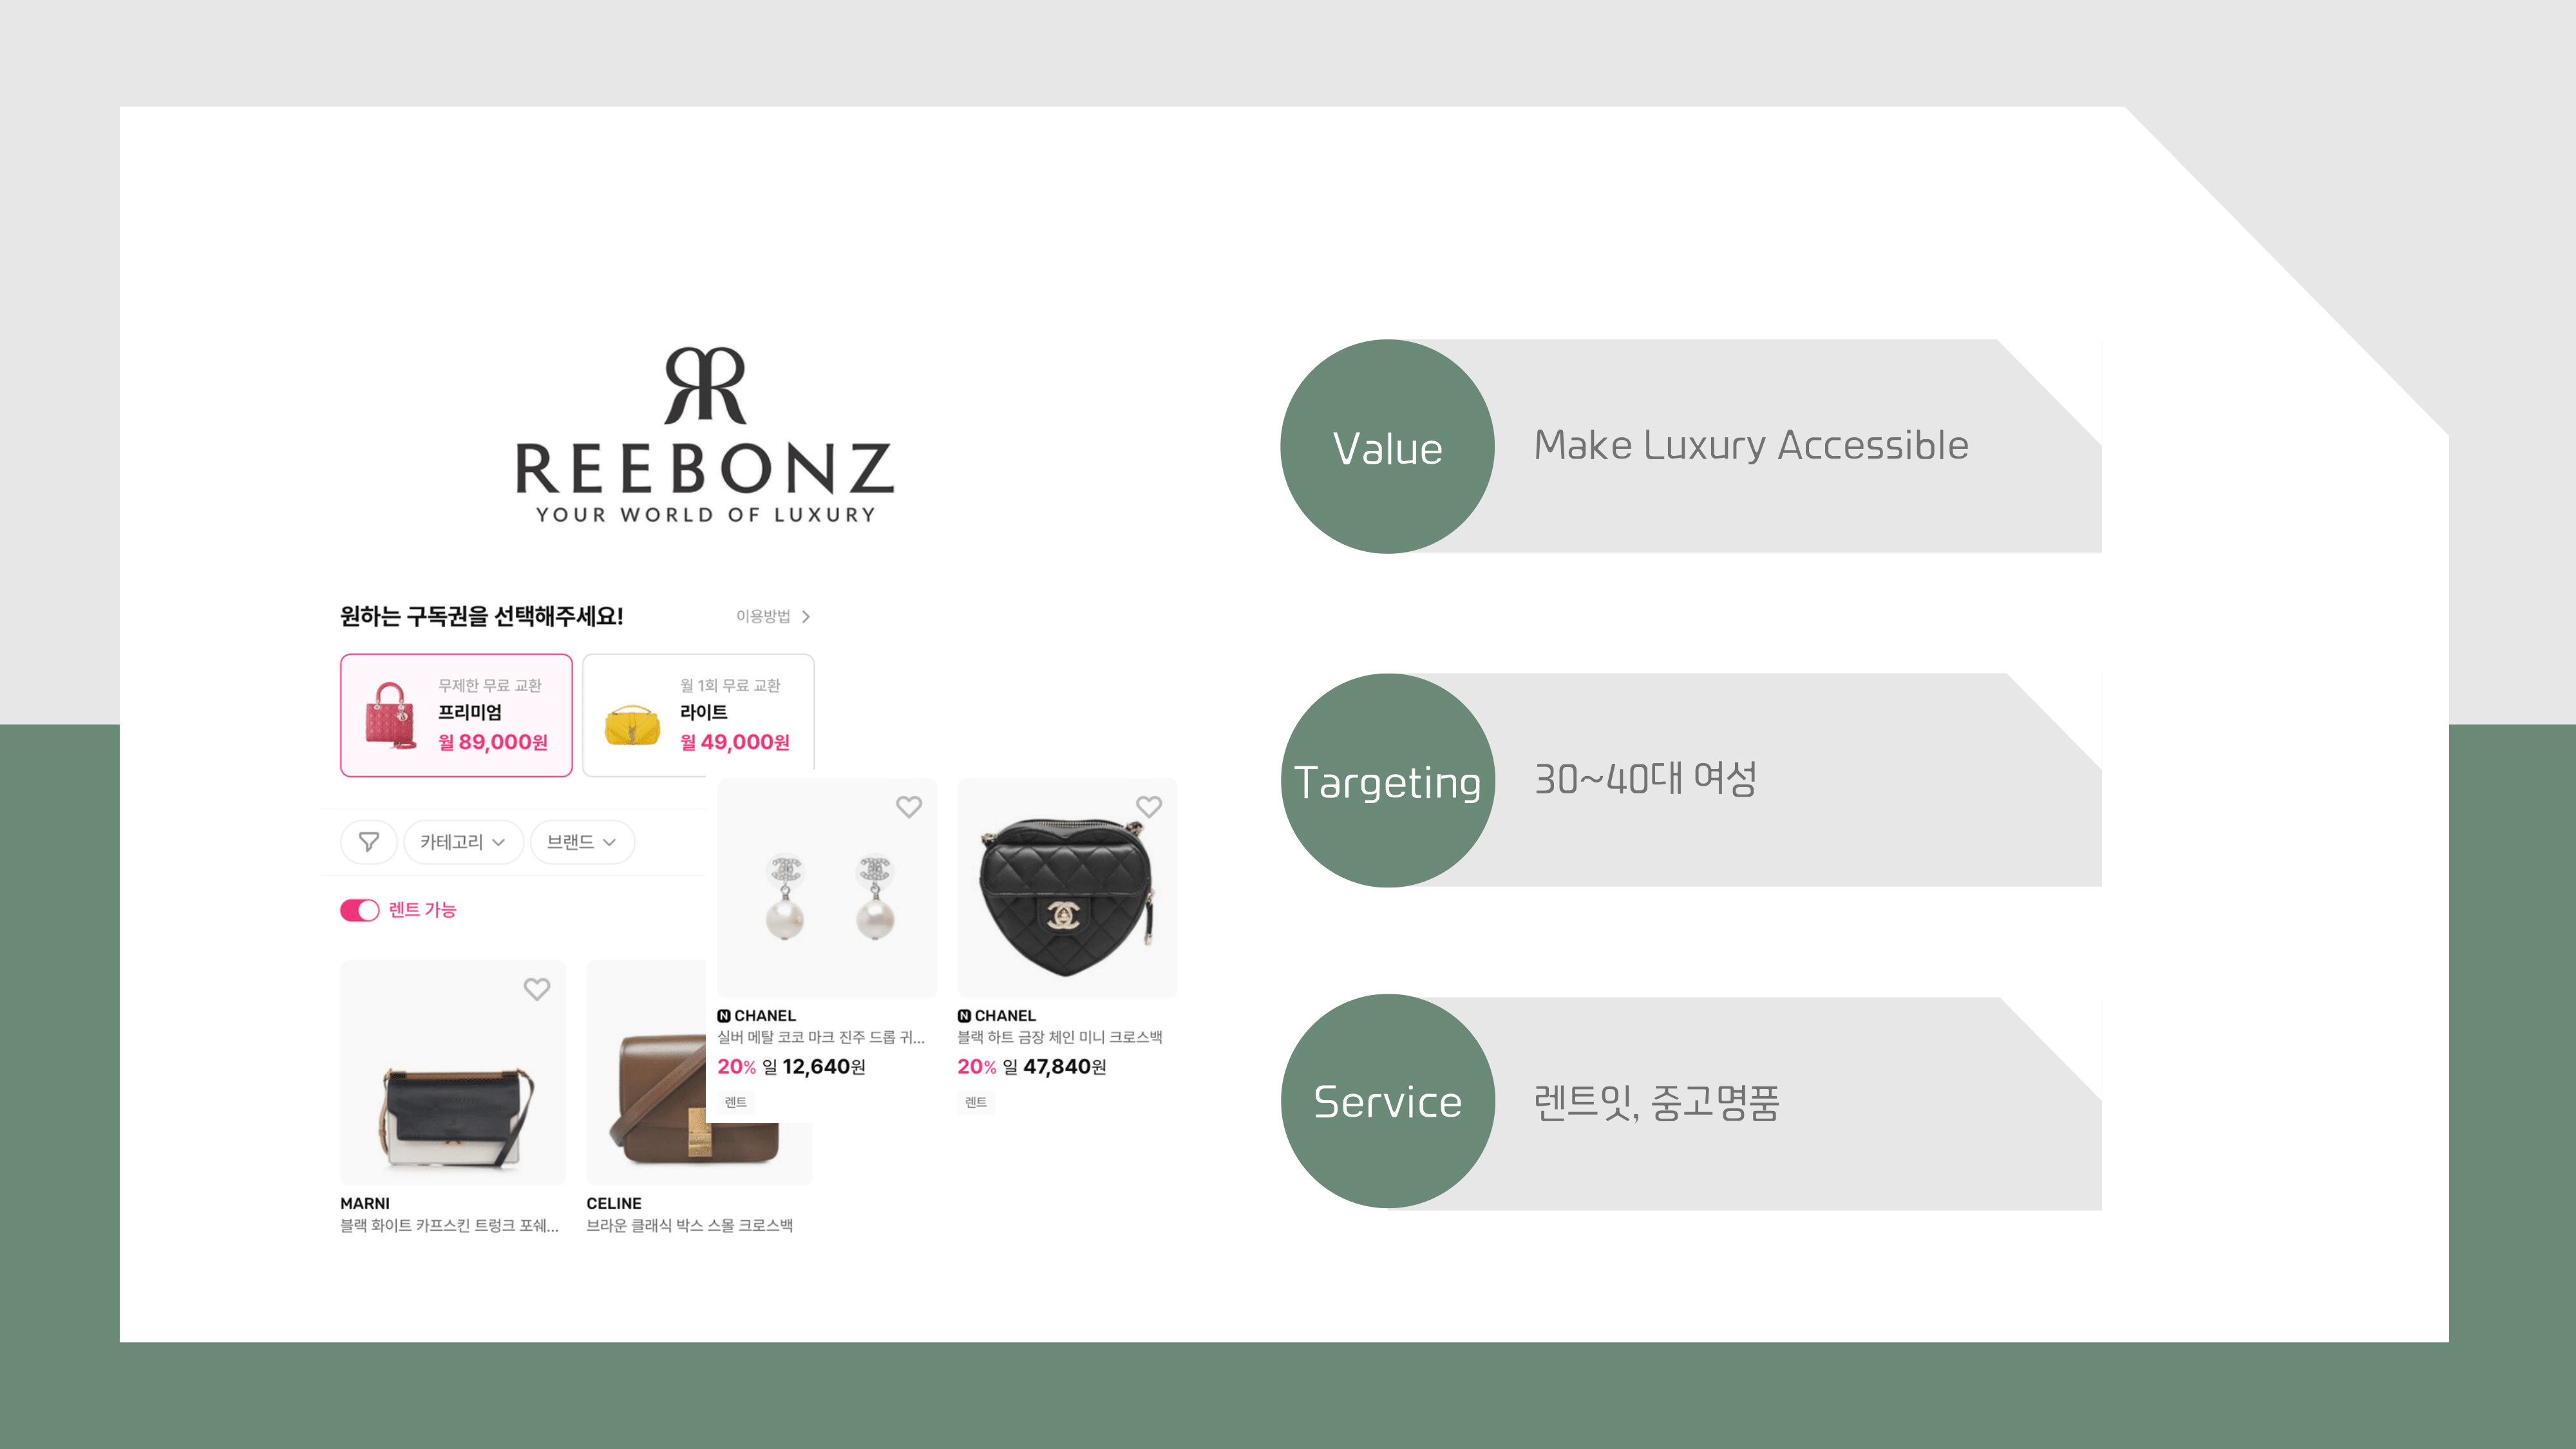 REEBONZ
YOUR WORLD OF LUXURY
원하는 구독권을 선택해주세요!
이용방법
무제한 무료 교환
프리미엄
월 89,000원
월 1회 무료 교환
라이트
월 49,000원
카테고리
브랜드
렌트 가능
MARNI
블랙 화이트 카프스킨 트렁크 포쉐...
CELINE
브라운 클래식 박스 스몰 크로스백
N CHANEL
실버 메탈 코코 마크 진주 드롭 귀...
20% 일 12,640원
렌트
N CHANEL
블랙 하트 금장 체인 미니 크로스백
20% 일 47,840원
렌트
Value
Make Luxury Accessible
Targeting
30~40대 여성
Service
렌트잇, 중고명품